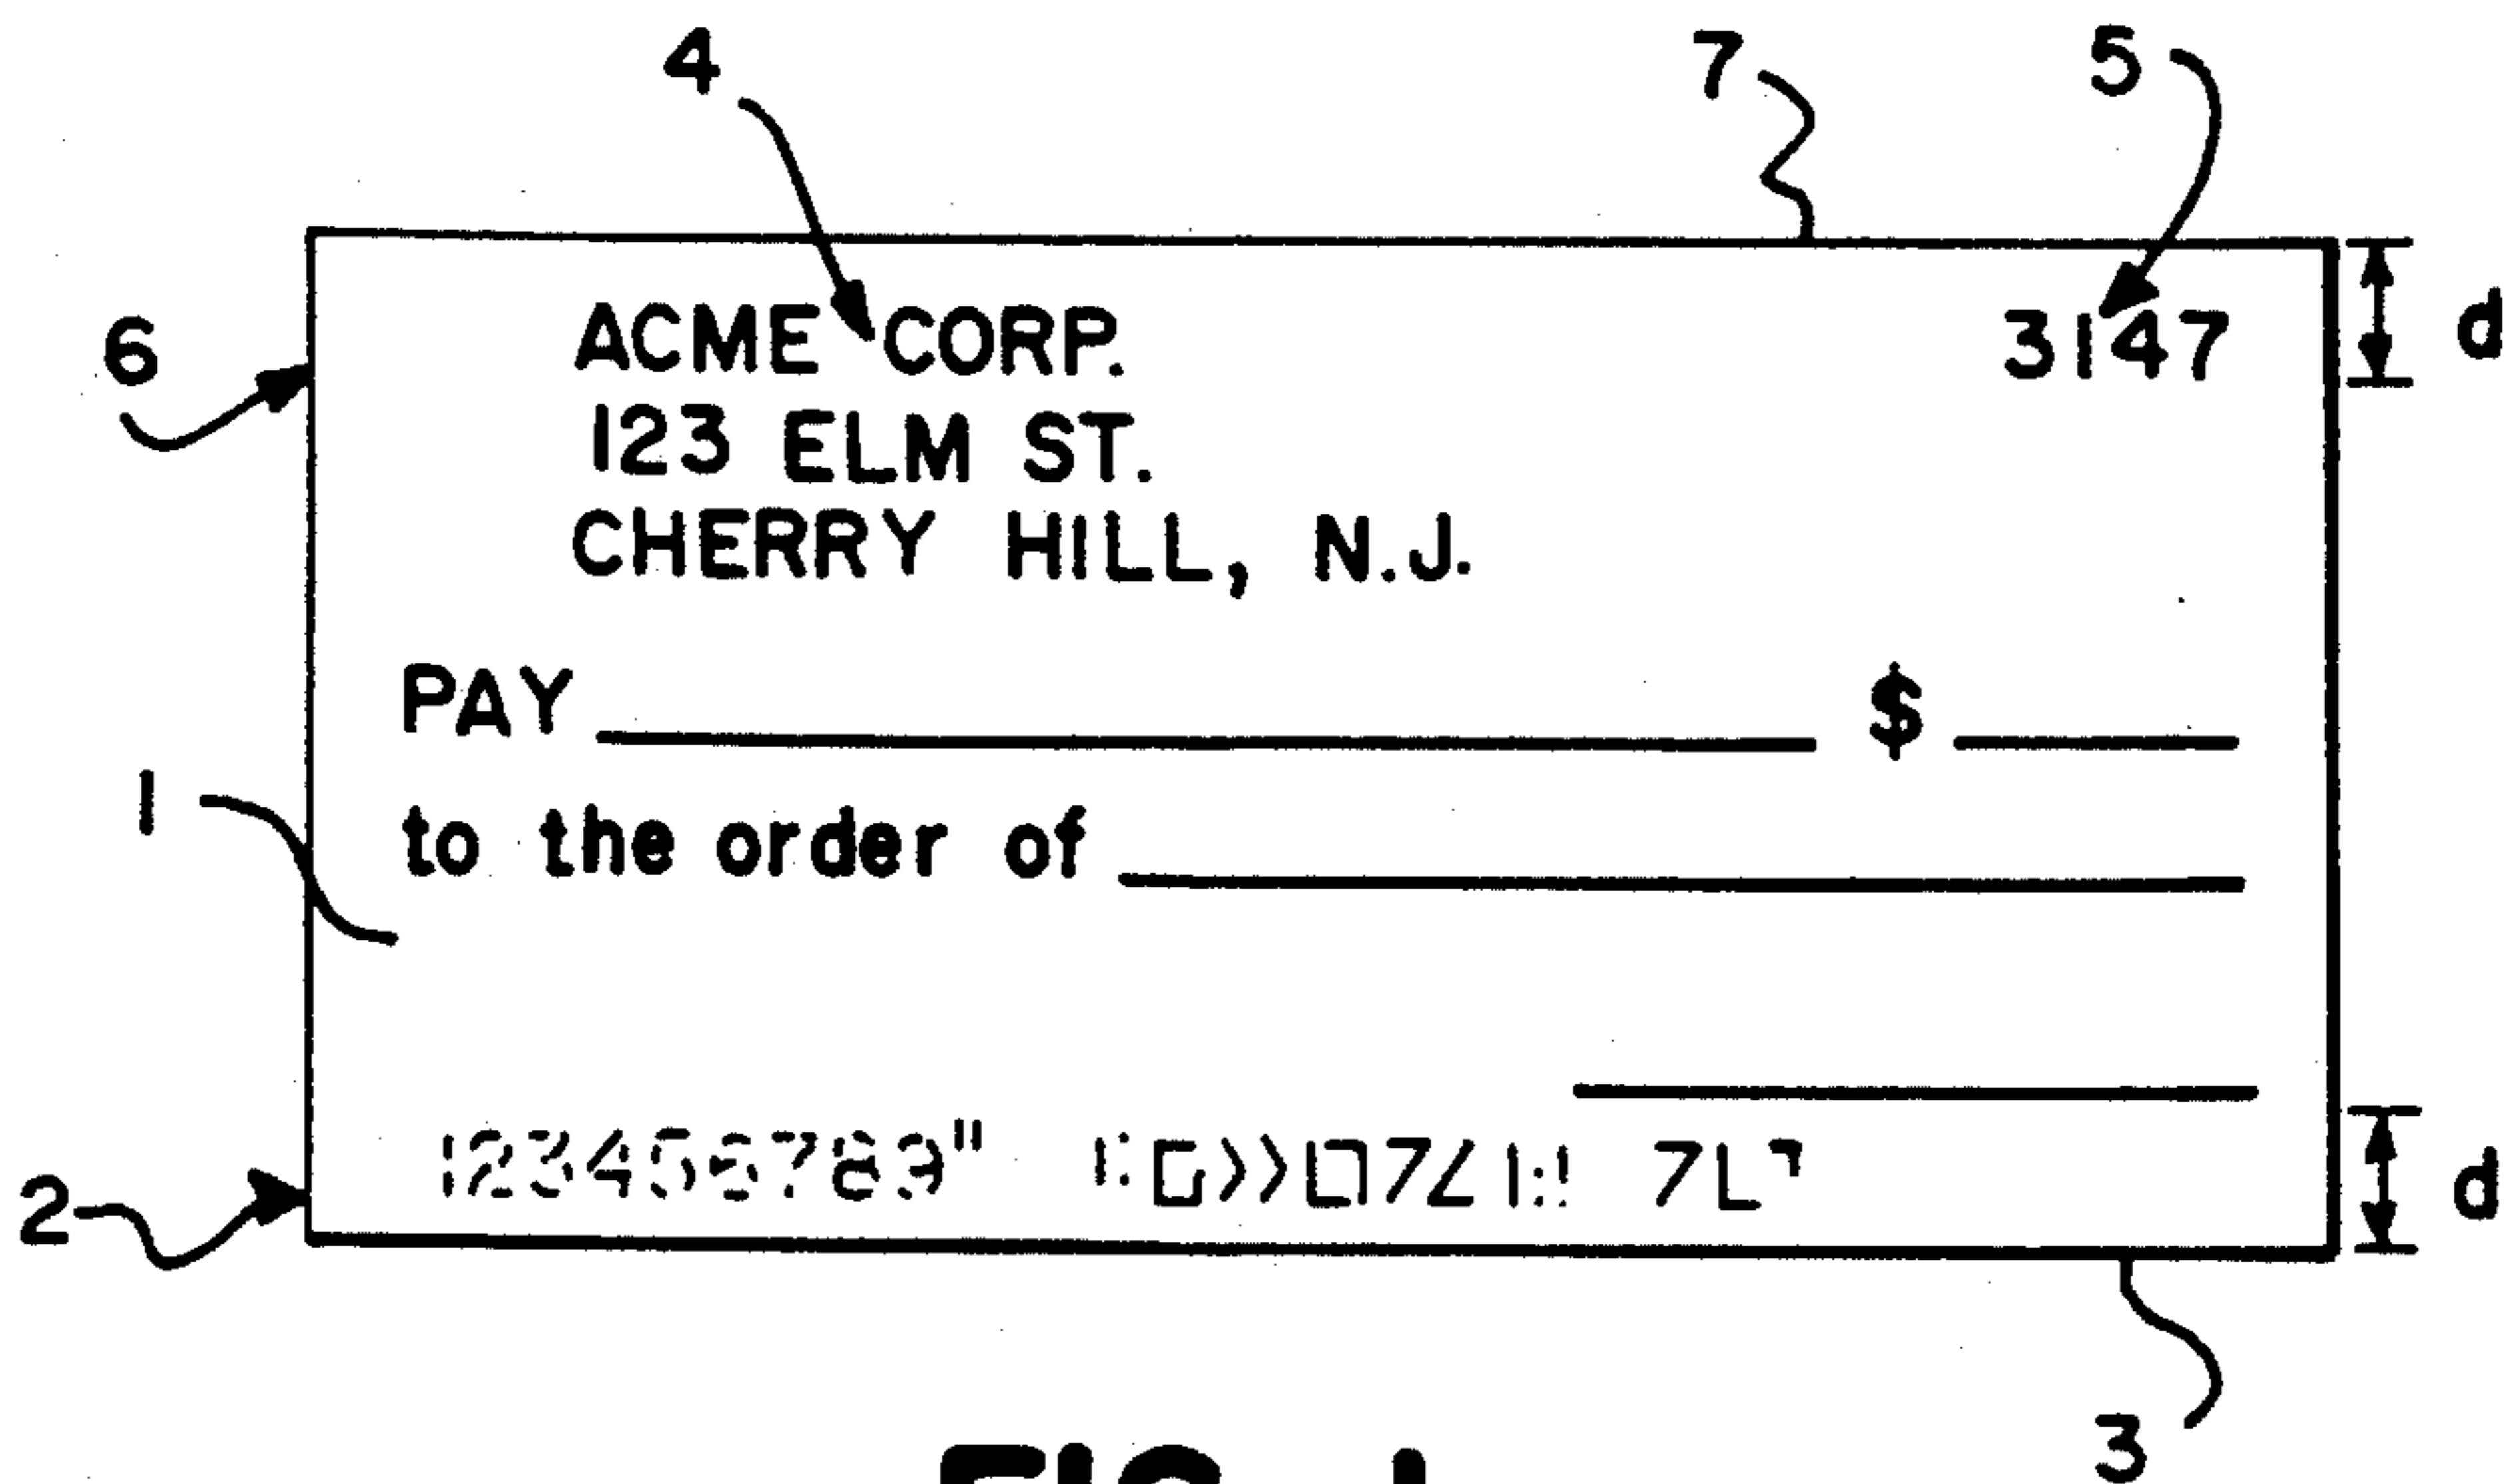 4 7 5
ACME CORP. 3147 d
6
123 ELM ST.
CHERRY HILL, N.J.
PAY $
1
to the order of
123456789"
2 d
3